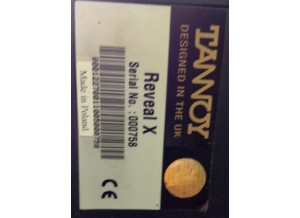 TANNOY
DESIGNED IN THE UK
Reveal X
Serial No. : 000758
Made in Poland
CE